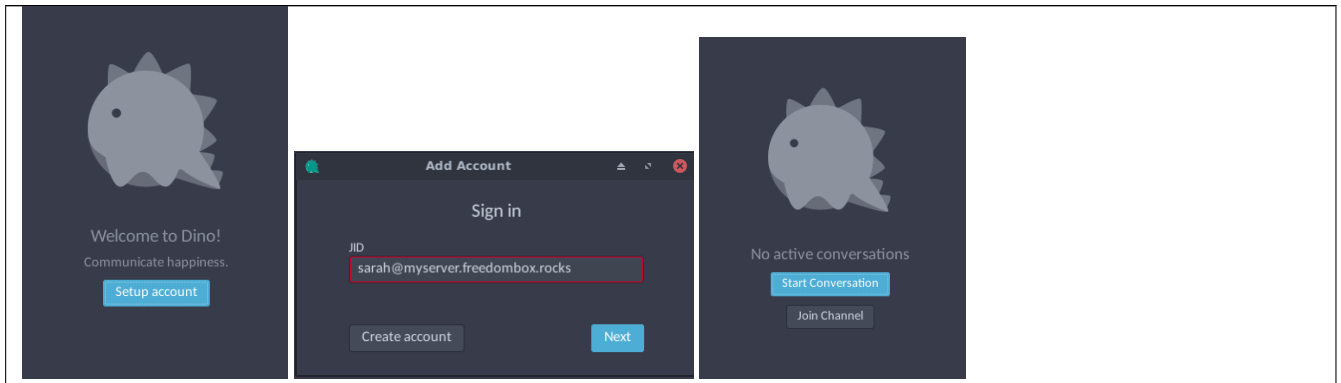 Welcome to Dino!
Communicate happiness.
Setup account
Add Account
Sign in
JID
sarah@myserver.freedombox.rocks
Create account
Next
No active conversations
Start Conversation
Join Channel